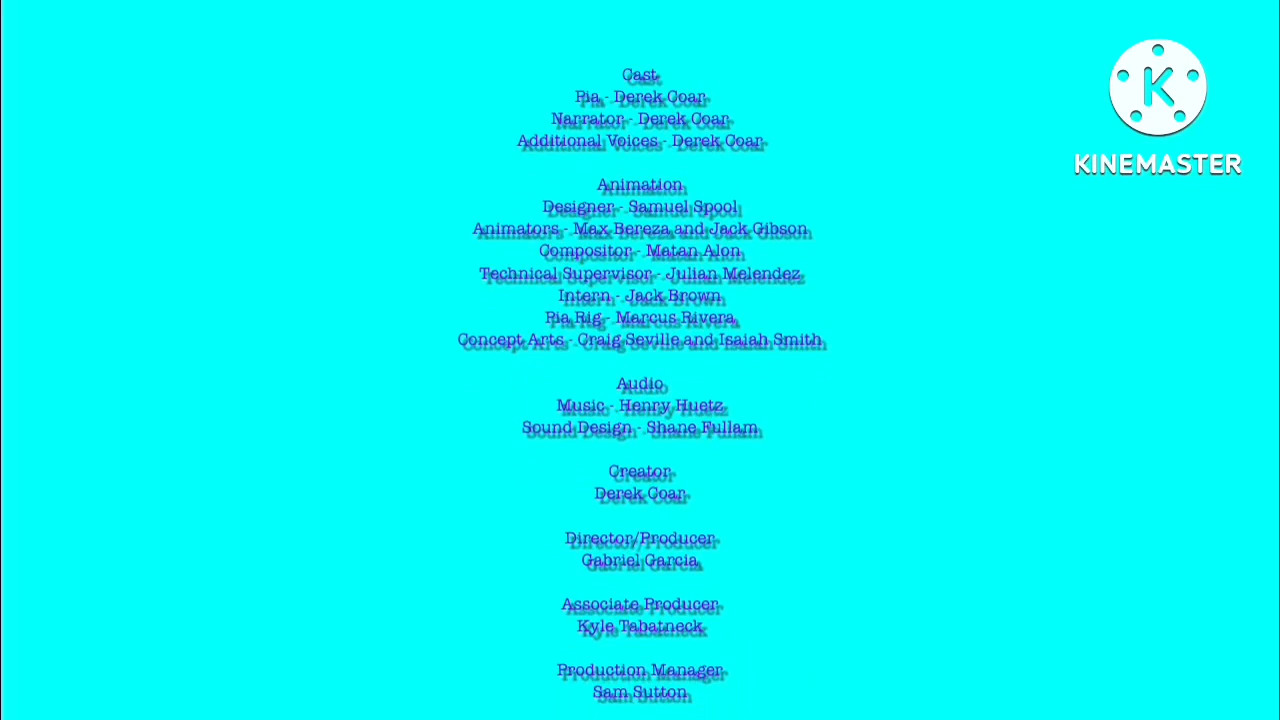 Cast
Pia - Derek Coar
Narrator - Derek Coar
Additional Voices - Derek Coar
Animation
Designer - Samuel Spool
Animators - Max Bereza and Jack Gibson
Compositor - Matan Alon
Technical Supervisor - Julian Melendez
Intern - Jack Brown
Pia Rig - Marcus Rivera
Concept Arts - Craig Seville and Isaiah Smith
Audio
Music - Henry Huetz
Sound Design - Shane Fullam
Creator
Derek Coar
Director/Producer
Gabriel Garcia
Associate Producer
Kyle Tabatneck
Production Manager
Sam Sutton
K
KINEMASTER